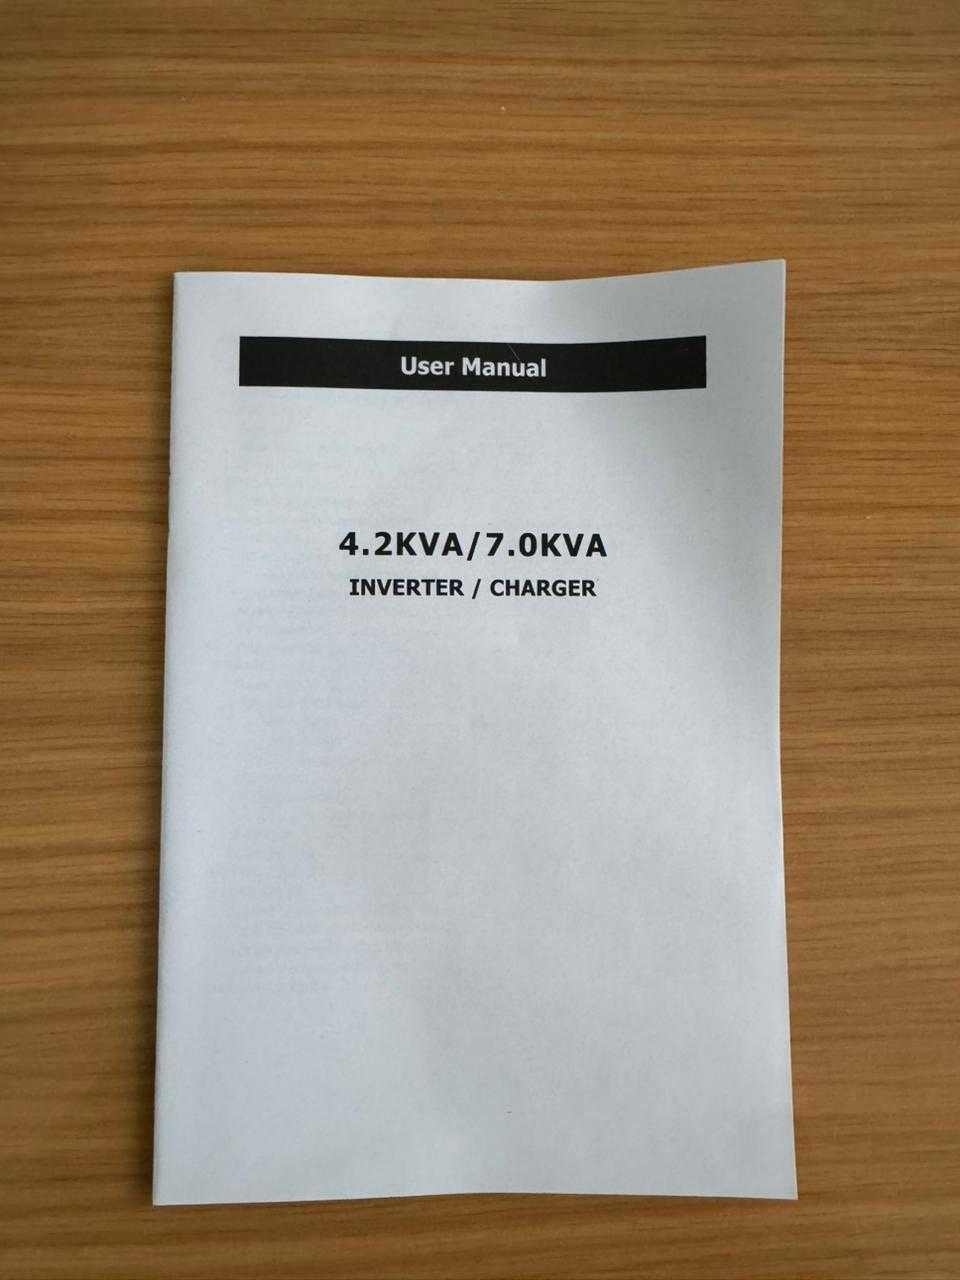 User Manual
4.2KVA/7.0KVA
INVERTER / CHARGER